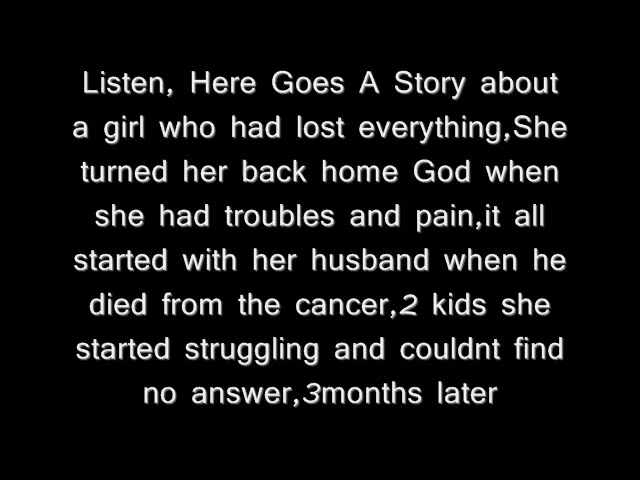 Listen, Here Goes A Story about
a girl who had lost everything,She
turned her back home God when
she had troubles and pain,it all
started with her husband when he
died from the cancer,2 kids she
started struggling and couldnt find
no answer,3months later